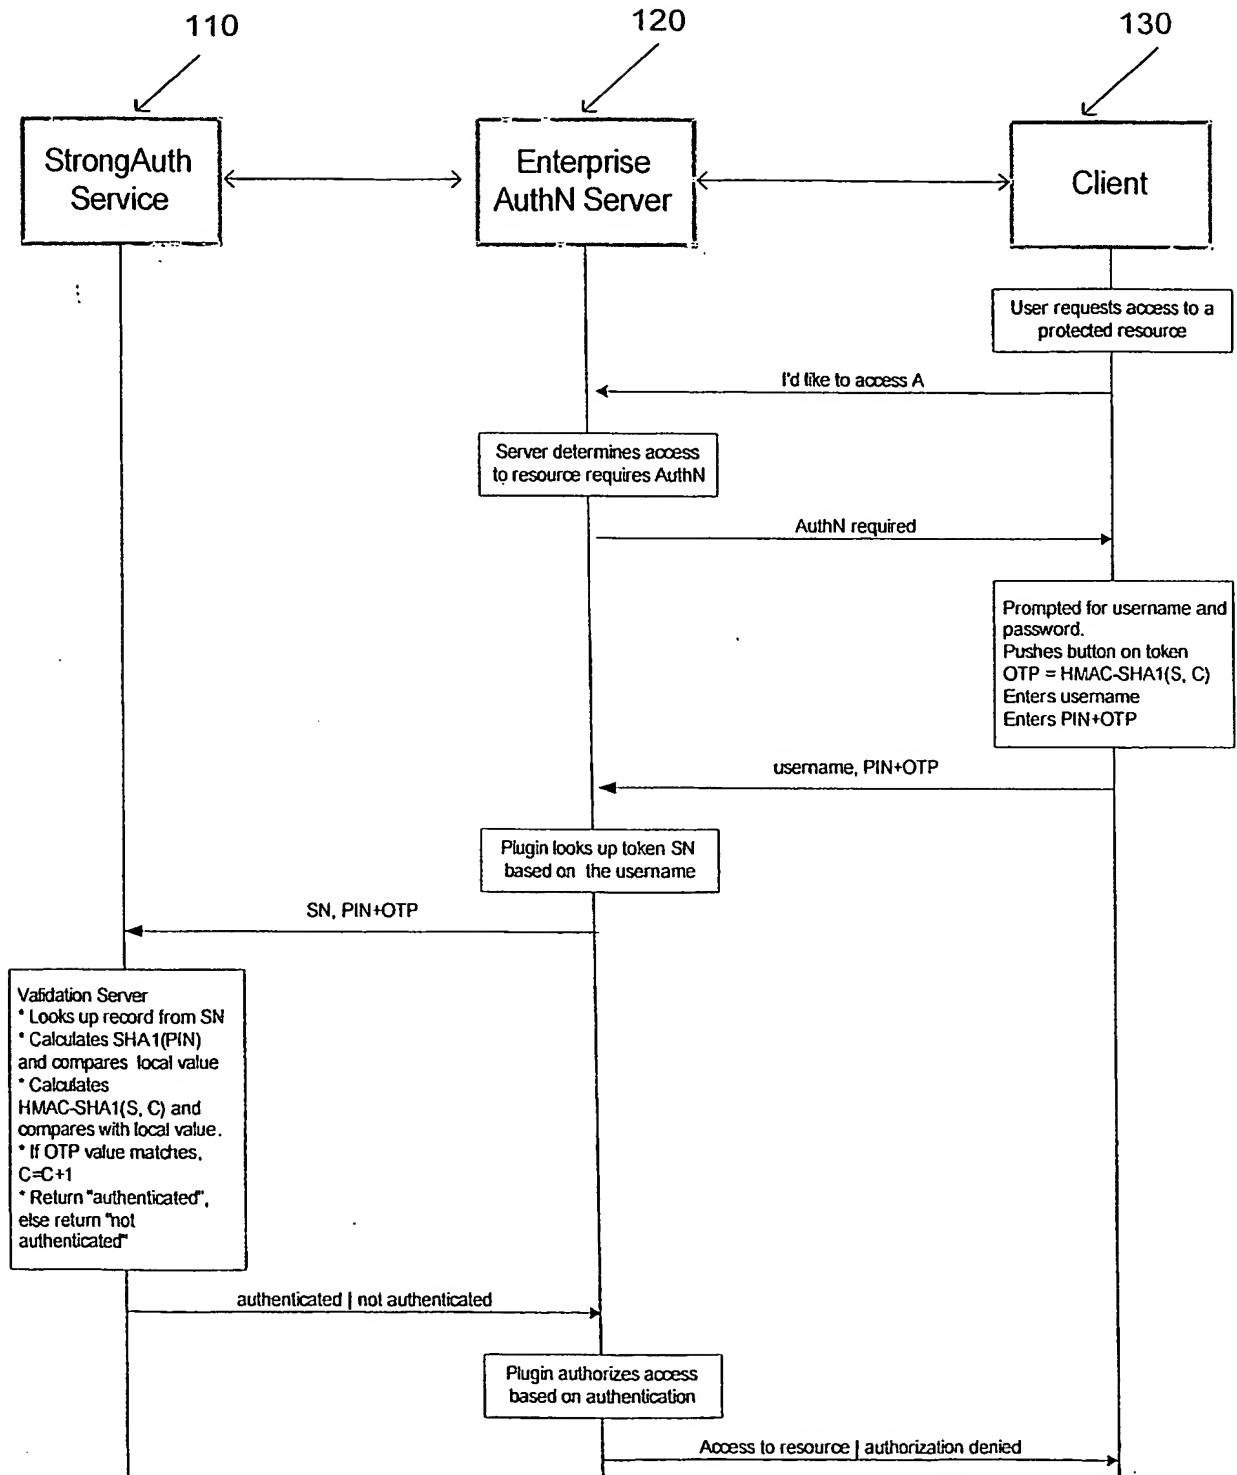 110
120
130
StrongAuth
Service
Enterprise
AuthN Server
Client
User requests access to a
protected resource
I'd like to access A
Server determines access
to resource requires AuthN
AuthN required
Prompted for username and
password.
Pushes button on token
OTP = HMAC-SHA1(S, C)
Enters username
Enters PIN+OTP
username, PIN+OTP
Plugin looks up token SN
based on the username
SN, PIN+OTP
Validation Server
* Looks up record from SN
* Calculates SHA1(PIN)
and compares local value
* Calculates
HMAC-SHA1(S, C) and
compares with local value.
* If OTP value matches,
C=C+1
* Return "authenticated",
else return "not
authenticated"
authenticated | not authenticated
Plugin authorizes access
based on authentication
Access to resource | authorization denied